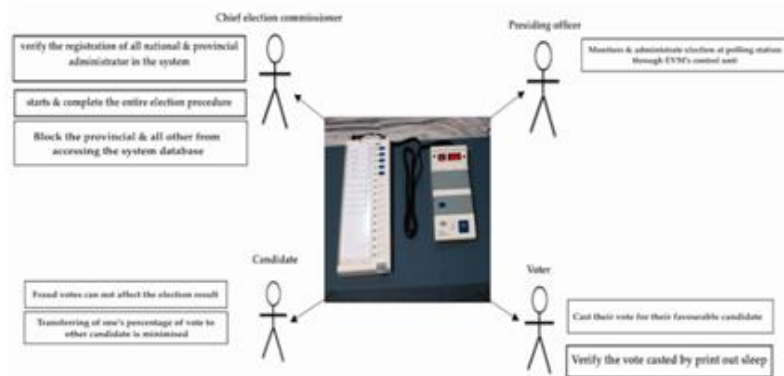 Chief election commissioner
verify the registration of all national & provincial
administrator in the system
starts & complete the entire election procedure
Block the provincial & all other from
accessing the system database
Presiding officer
Monitors & administrate election at polling station
through EVM's control unit
Candidate
Fraud votes can not affect the election result
Transferring of one's percentage of vote to
other candidate is minimised
Voter
Cast their vote for their favourable candidate
Verify the vote casted by print out sleep